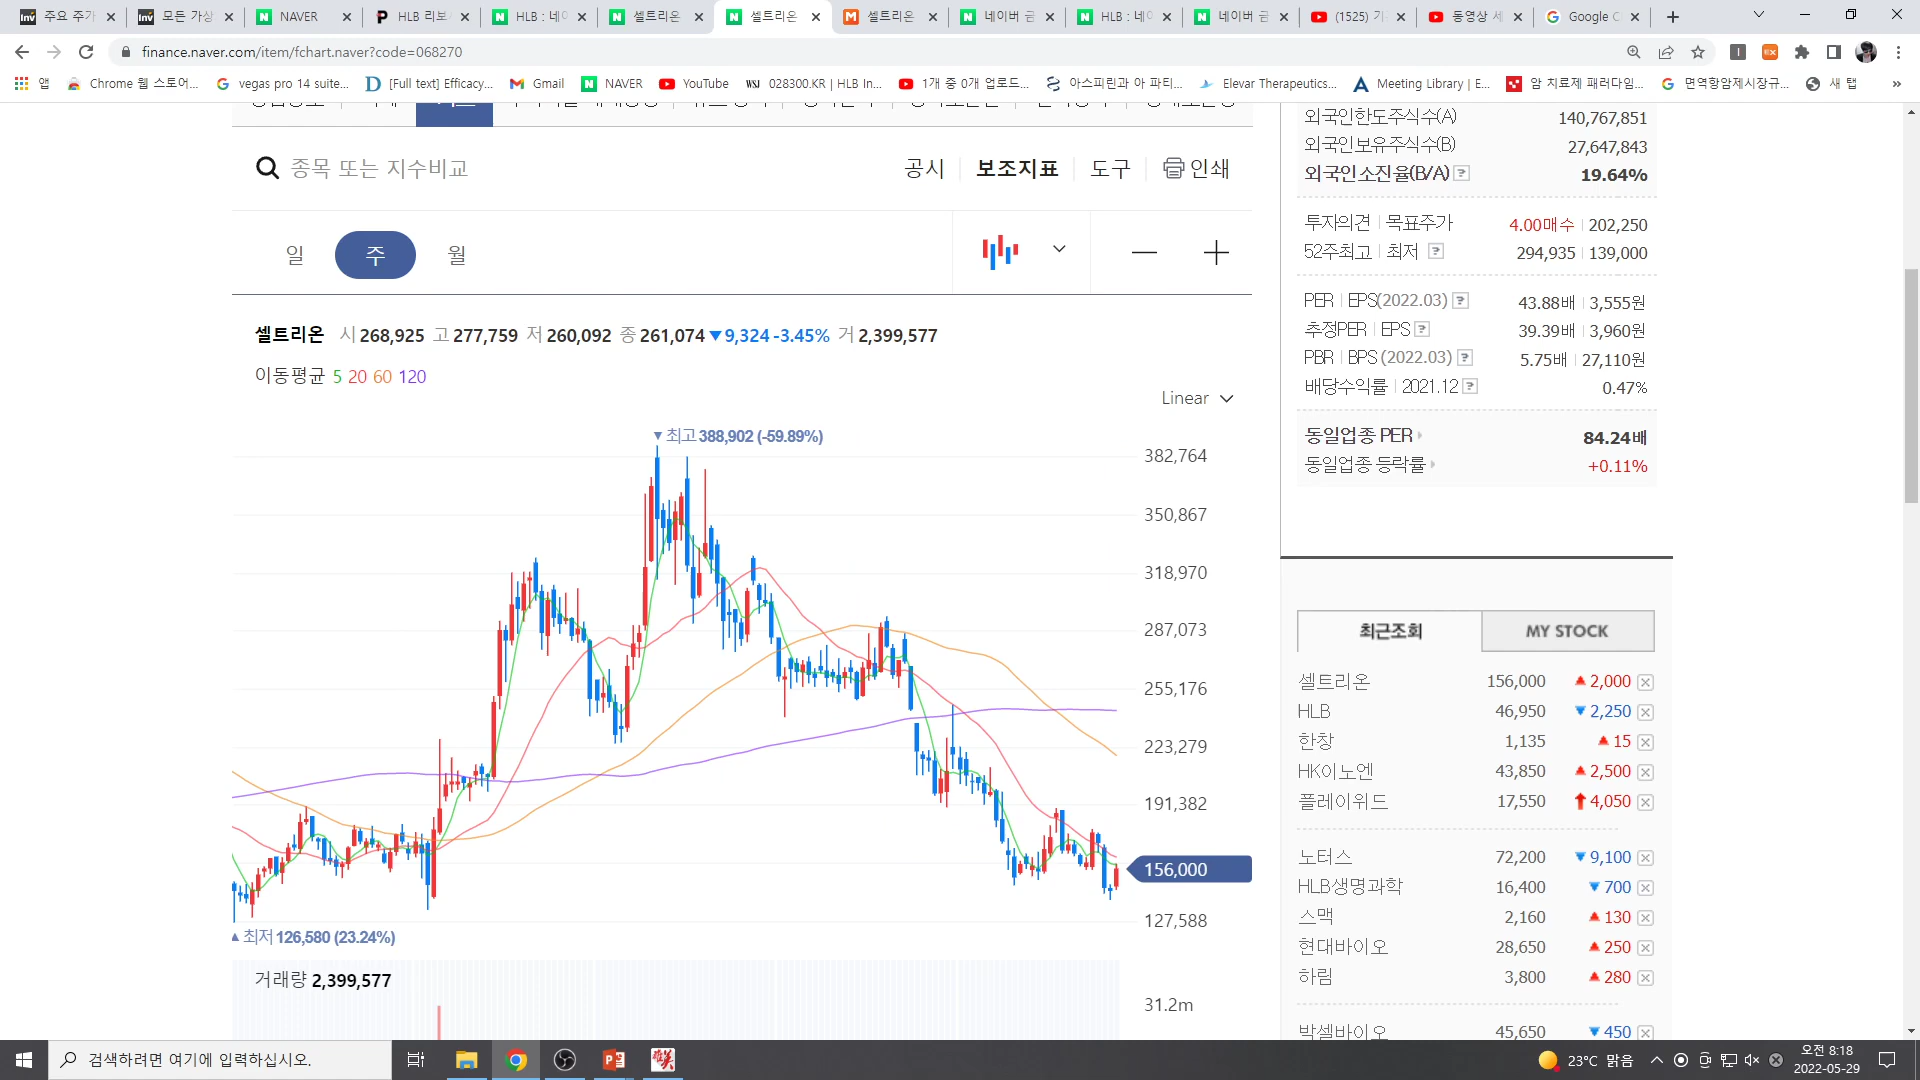 주요 주가
모든 가상
NAVER
HLB 리보
HLB : 네이
셀트리온
셀트리온
셀트리온
네이버 금
HLB : 네이
네이버 금
(1525) 기
동영상 세
Google C
finance.naver.com/item/fchart.naver?code=068270
앱
Chrome 웹 스토어...
vegas pro 14 suite...
[Full text] Efficacy...
Gmail
NAVER
YouTube
WSJ 028300.KR | HLB In...
1개 중 0개 업로드...
아스피린과 아 파티...
Elevar Therapeutics...
Meeting Library | E...
암 치료제 패러다임...
면역항암제시장규...
새 탭
종목 또는 지수비교
공시
보조지표
도구
인쇄
일
주
월
셀트리온 시 268,925 고 277,759 저 260,092 종 261,074 ▼9,324 -3.45% 거 2,399,577
이동평균 5 20 60 120
Linear
▼최고 388,902 (-59.89%)
382,764
350,867
318,970
287,073
255,176
223,279
191,382
156,000
127,588
▲최저 126,580 (23.24%)
거래량 2,399,577
31.2m
외국인한도주식수(A) 140,767,851
외국인보유주식수(B) 27,647,843
외국인소진율(B/A) ? 19.64%
투자의견 | 목표주가 4.00매수 | 202,250
52주최고 | 최저 ? 294,935 | 139,000
PER | EPS(2022.03) ? 43.88배 | 3,555원
추정PER | EPS ? 39.39배 | 3,960원
PBR | BPS (2022.03) ? 5.75배 | 27,110원
배당수익률 | 2021.12 ? 0.47%
동일업종 PER 84.24배
동일업종 등락률 +0.11%
최근조회
MY STOCK
셀트리온 156,000 ▲ 2,000
HLB 46,950 ▼ 2,250
한창 1,135 ▲ 15
HK이노엔 43,850 ▲ 2,500
플레이위드 17,550 ↑ 4,050
노터스 72,200 ▼ 9,100
HLB생명과학 16,400 ▼ 700
스맥 2,160 ▲ 130
현대바이오 28,650 ▲ 250
하림 3,800 ▲ 280
박셀바이오 45,650 ▼ 450
검색하려면 여기에 입력하십시오.
23°C 맑음
오전 8:18
2022-05-29